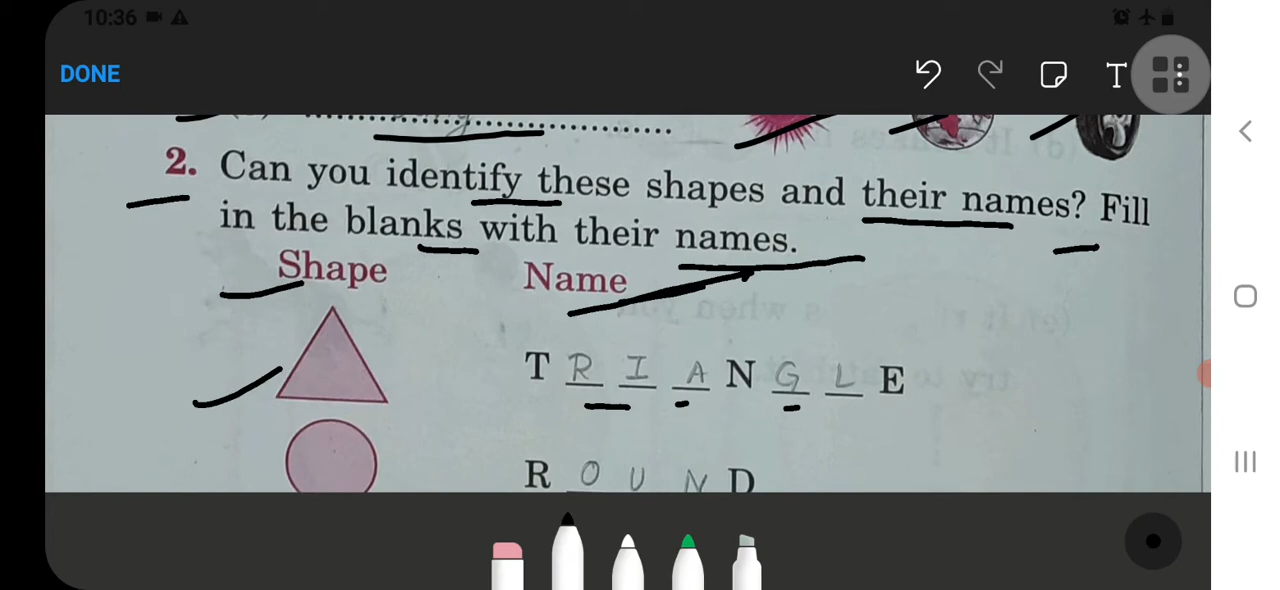 10:36
DONE
T
2. Can you identify these shapes and their names? Fill
in the blanks with their names.
Shape Name
T R I A N G L E
R O U N D